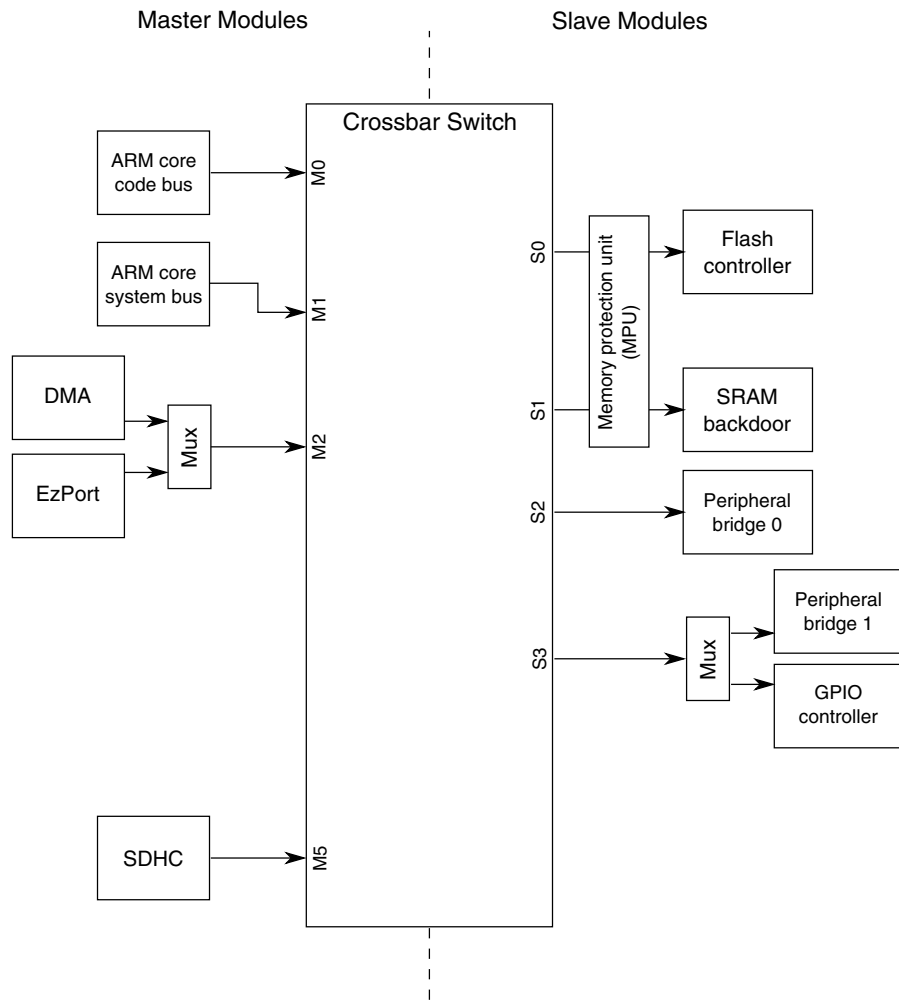 Master Modules
Slave Modules
Crossbar Switch
ARM core
code bus
M0
ARM core
system bus
M1
DMA
EzPort
Mux
M2
SDHC
M5
S0
Memory protection unit
(MPU)
Flash
controller
S1
SRAM
backdoor
S2
Peripheral
bridge 0
S3
Mux
Peripheral
bridge 1
GPIO
controller